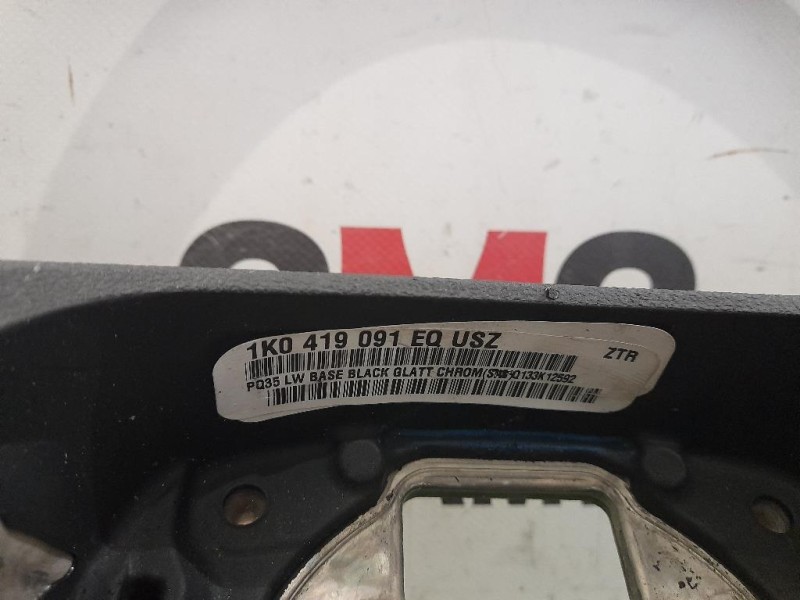 1K0 419 091 EQ USZ
ZTR
PQ35 LW BASE BLACK GLATT CHROM